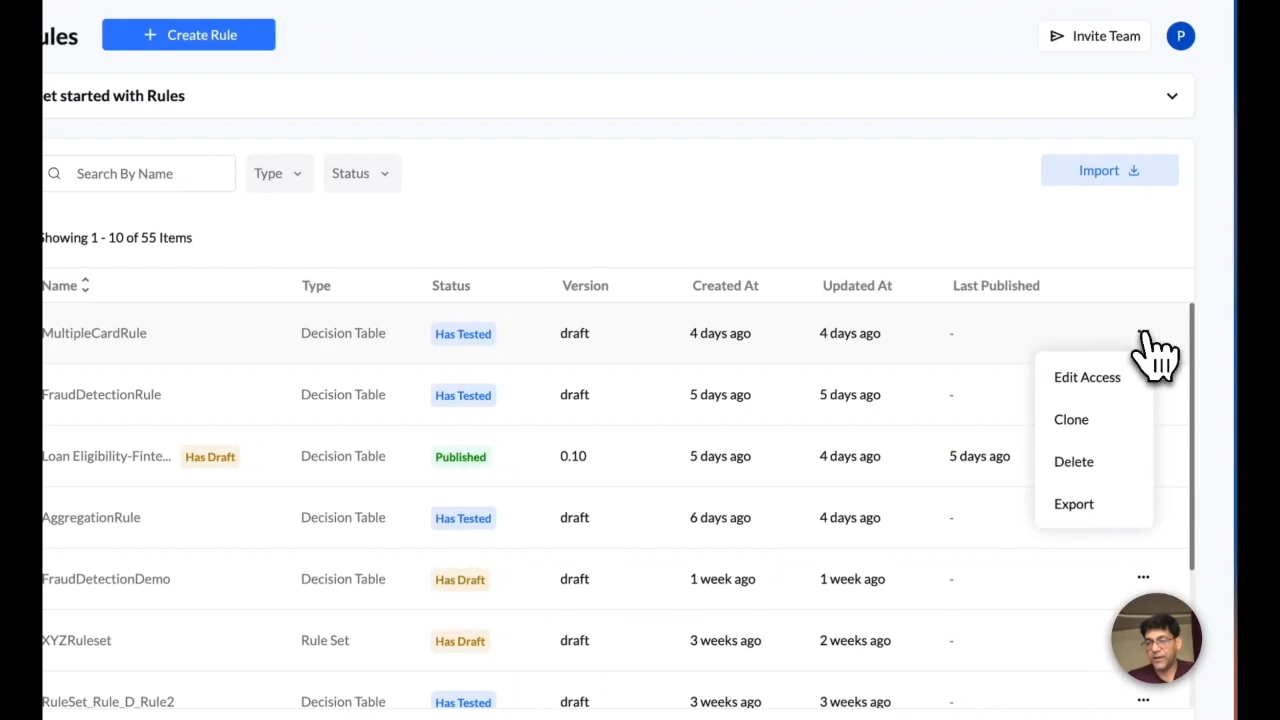 ules
+ Create Rule
Invite Team
P
et started with Rules
Search By Name
Type
Status
Import
Showing 1 - 10 of 55 Items
Name Type Status Version Created At Updated At Last Published
MultipleCardRule Decision Table Has Tested draft 4 days ago 4 days ago -
Edit Access
FraudDetectionRule Decision Table Has Tested draft 5 days ago 5 days ago -
Clone
Loan Eligibility-Finte... Has Draft Decision Table Published 0.10 5 days ago 4 days ago 5 days ago
Delete
AggregationRule Decision Table Has Tested draft 6 days ago 4 days ago -
Export
FraudDetectionDemo Decision Table Has Draft draft 1 week ago 1 week ago - ...
XYZRuleset Rule Set Has Draft draft 3 weeks ago 2 weeks ago -
RuleSet_Rule_D_Rule2 Decision Table Has Tested draft 3 weeks ago 3 weeks ago - ...